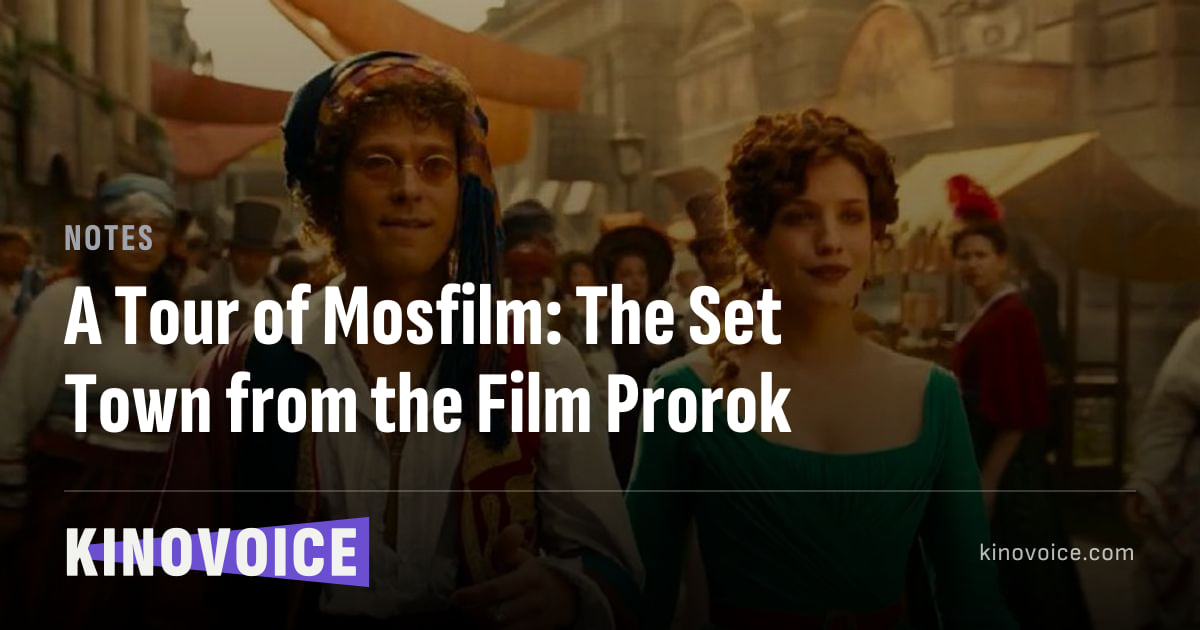 NOTES
A Tour of Mosfilm: The Set
Town from the Film Prorok
KINOVOICE
kinovoice.com